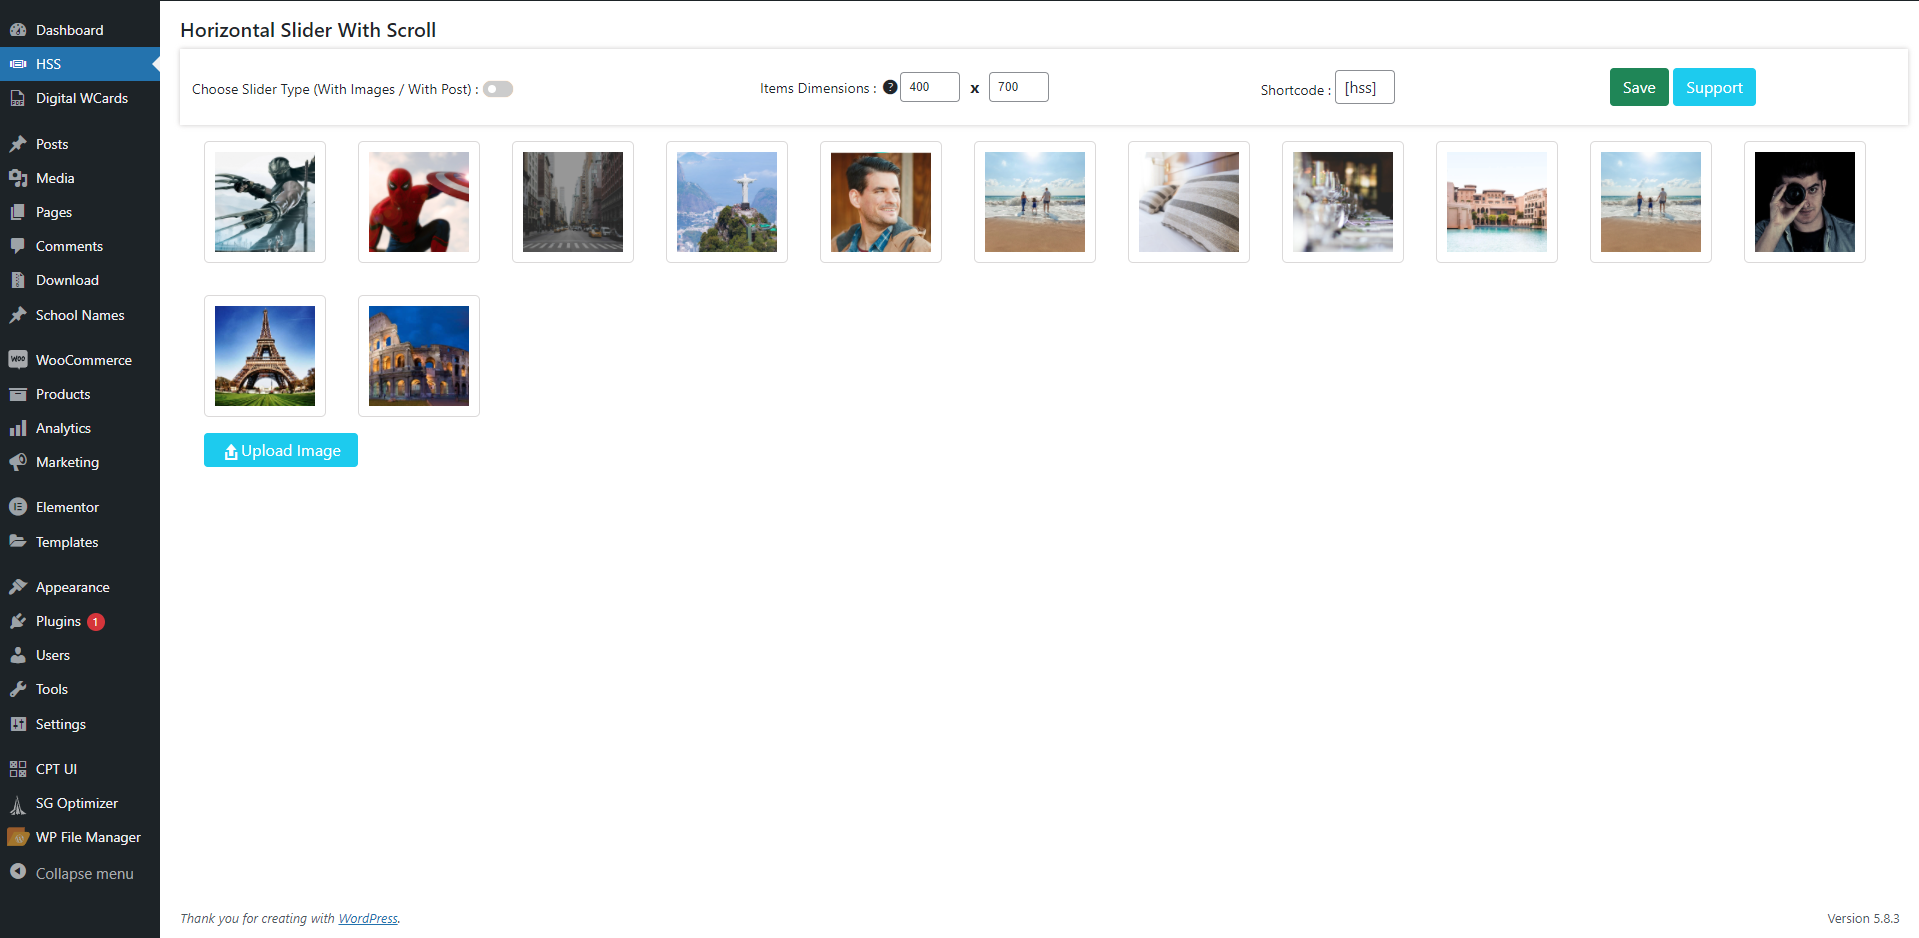 Dashboard
HSS
Digital WCards
Posts
Media
Pages
Comments
Download
School Names
WooCommerce
Products
Analytics
Marketing
Elementor
Templates
Appearance
Plugins 1
Users
Tools
Settings
CPT UI
SG Optimizer
WP File Manager
Collapse menu
Horizontal Slider With Scroll
Choose Slider Type (With Images / With Post) :
Items Dimensions : ? 400 x 700
Shortcode : [hss]
Save
Support
Upload Image
Thank you for creating with WordPress.
Version 5.8.3